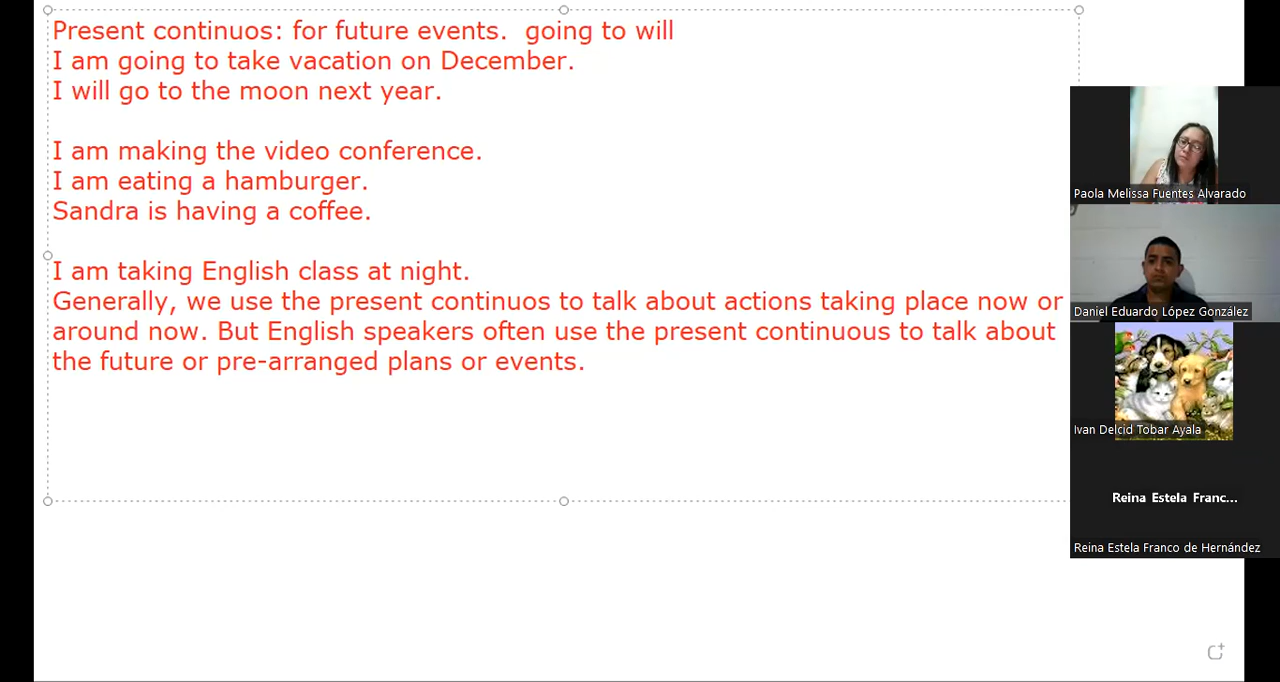 Present continuos: for future events.  going to will
I am going to take vacation on December.
I will go to the moon next year.
I am making the video conference.
I am eating a hamburger.
Sandra is having a coffee.
I am taking English class at night.
Generally, we use the present continuos to talk about actions taking place now or
around now. But English speakers often use the present continuous to talk about
the future or pre-arranged plans or events.
Paola Melissa Fuentes Alvarado
Daniel Eduardo López González
Ivan Delcid Tobar Ayala
Reina Estela Franc...
Reina Estela Franco de Hernández